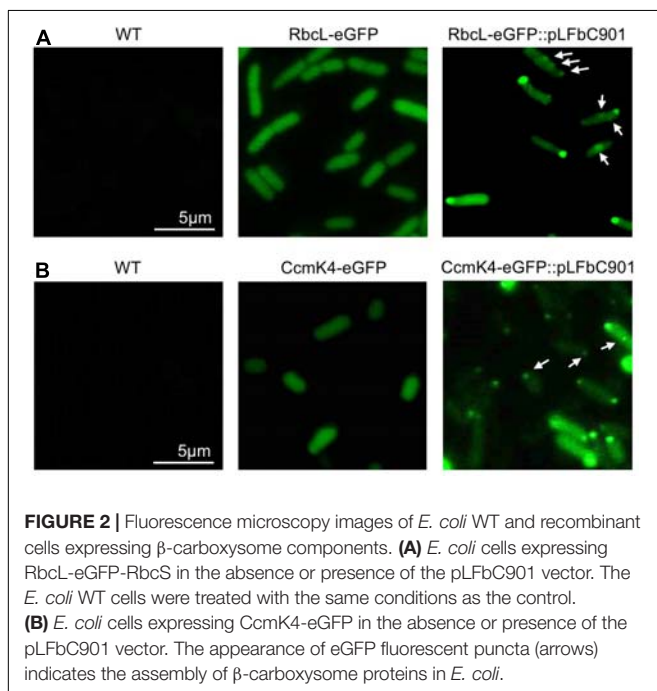 A WT RbcL-eGFP RbcL-eGFP::pLFbC901
5µm
B WT CcmK4-eGFP CcmK4-eGFP::pLFbC901
5µm
FIGURE 2 | Fluorescence microscopy images of E. coli WT and recombinant
cells expressing β-carboxysome components. (A) E. coli cells expressing
RbcL-eGFP-RbcS in the absence or presence of the pLFbC901 vector. The
E. coli WT cells were treated with the same conditions as the control.
(B) E. coli cells expressing CcmK4-eGFP in the absence or presence of the
pLFbC901 vector. The appearance of eGFP fluorescent puncta (arrows)
indicates the assembly of β-carboxysome proteins in E. coli.